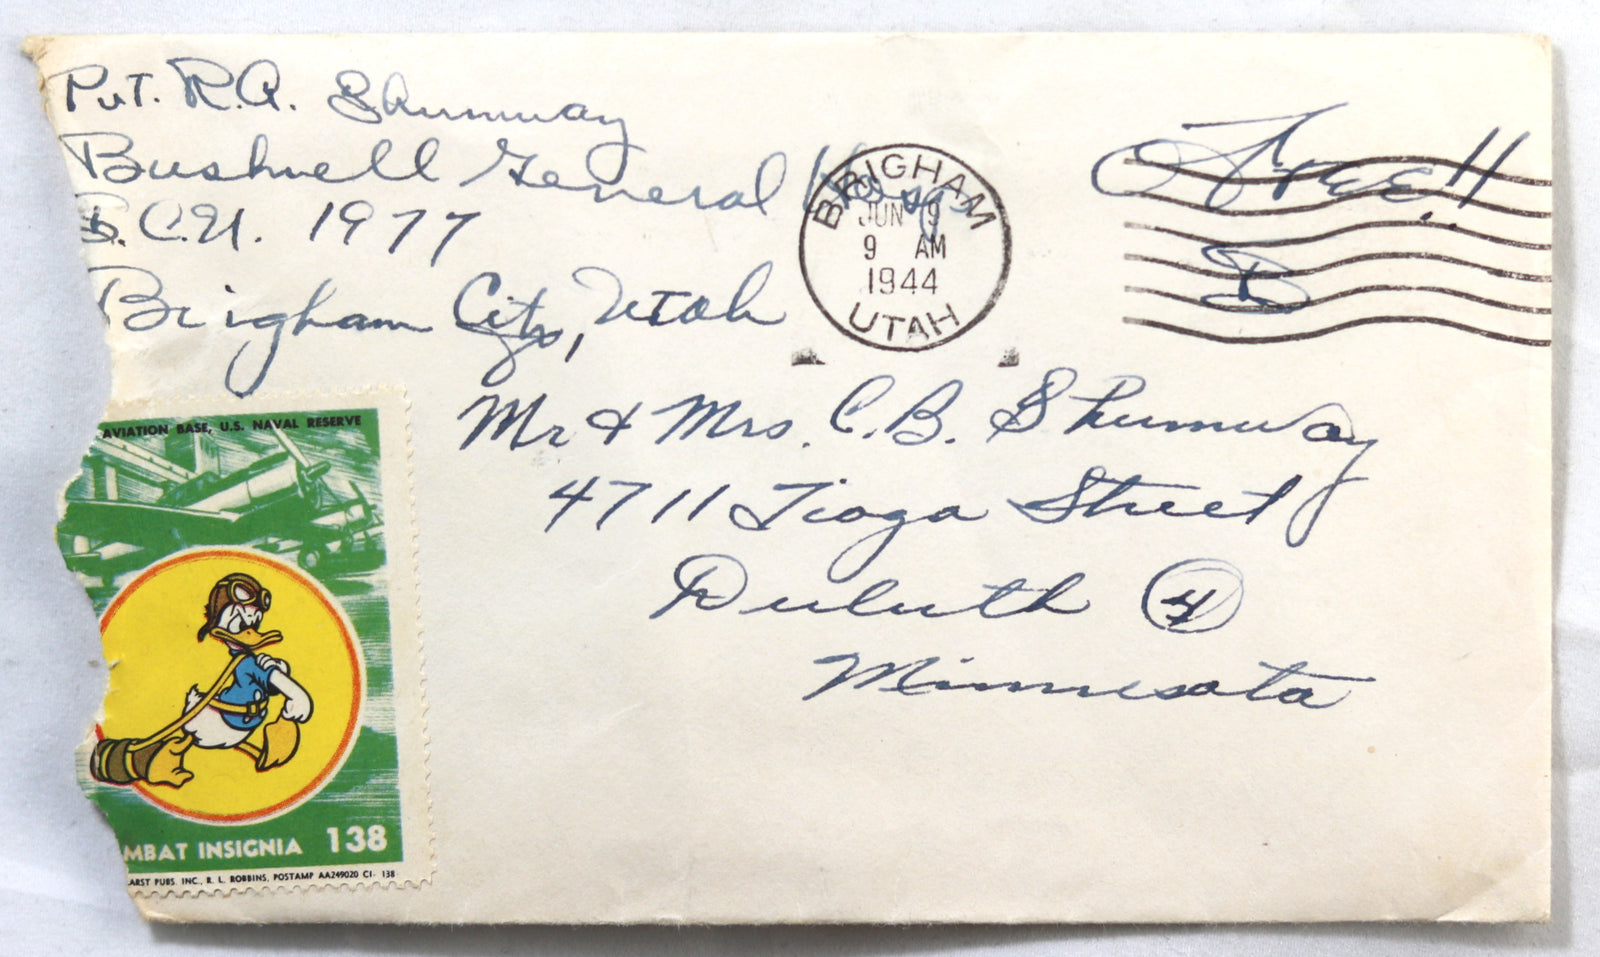 Pvt. R.A. Shumway
Bushnell General Hosp
S.C.U. 1977
Brigham City, Utah
BRIGHAM
JUN 9
9 AM
1944
UTAH
Free!!
Mr & Mrs. C.B. Shumway
4711 Tioga Street
Duluth 4
Minnesota
AVIATION BASE, U.S. NAVAL RESERVE
MBAT INSIGNIA 138
ARST PUBS. INC., R. L. ROBBINS, POSTAMP AA249020 CI- 138